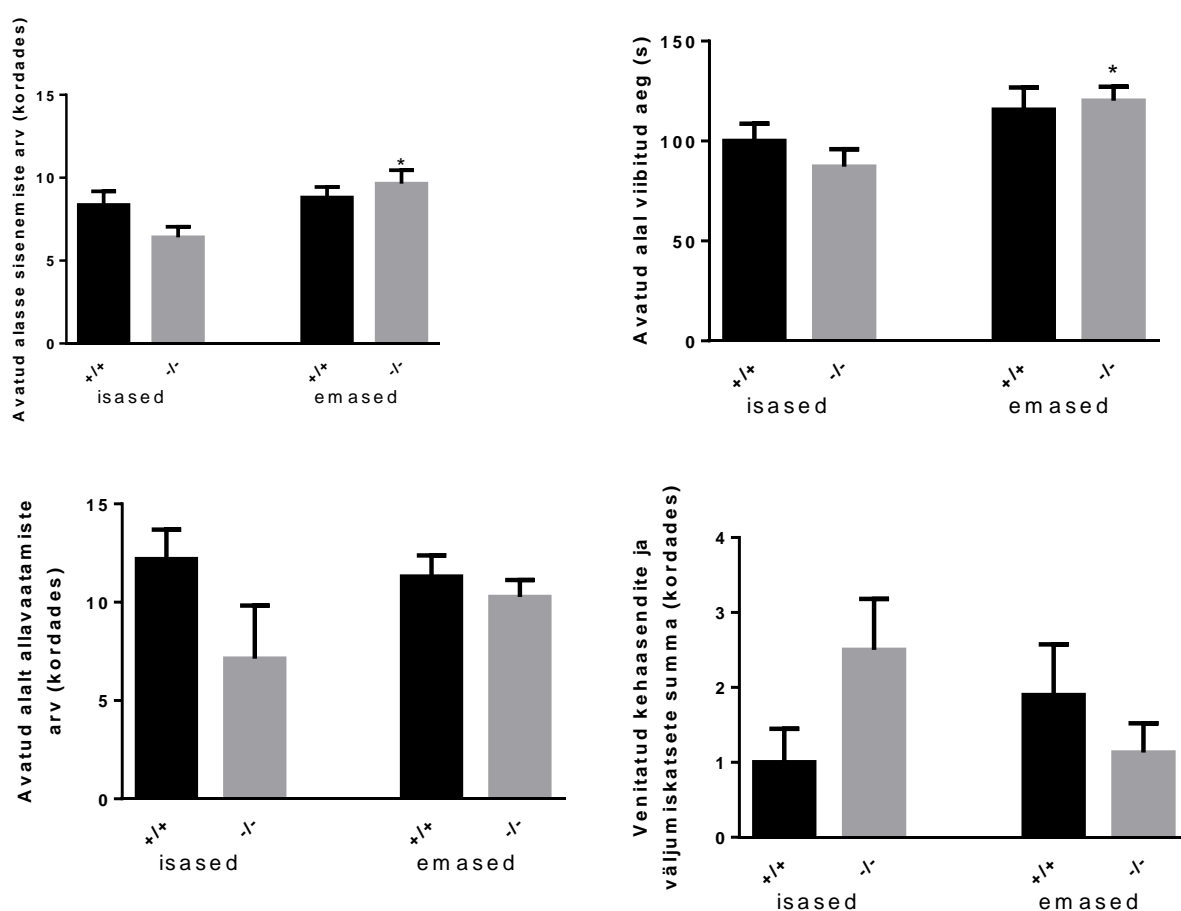 Avatud alasse sisenemiste arv (kordades)
15
10
5
0
*
+/+ -/- +/+ -/-
isased emased
Avatud alal viibitud aeg (s)
150
100
50
0
*
+/+ -/- +/+ -/-
isased emased
Avatud alalt allavaatamiste
arv (kordades)
15
10
5
0
+/+ -/- +/+ -/-
isased emased
Venitatud kehaasendite ja
väljumiskatsete summa (kordades)
4
3
2
1
0
+/+ -/- +/+ -/-
isased emased